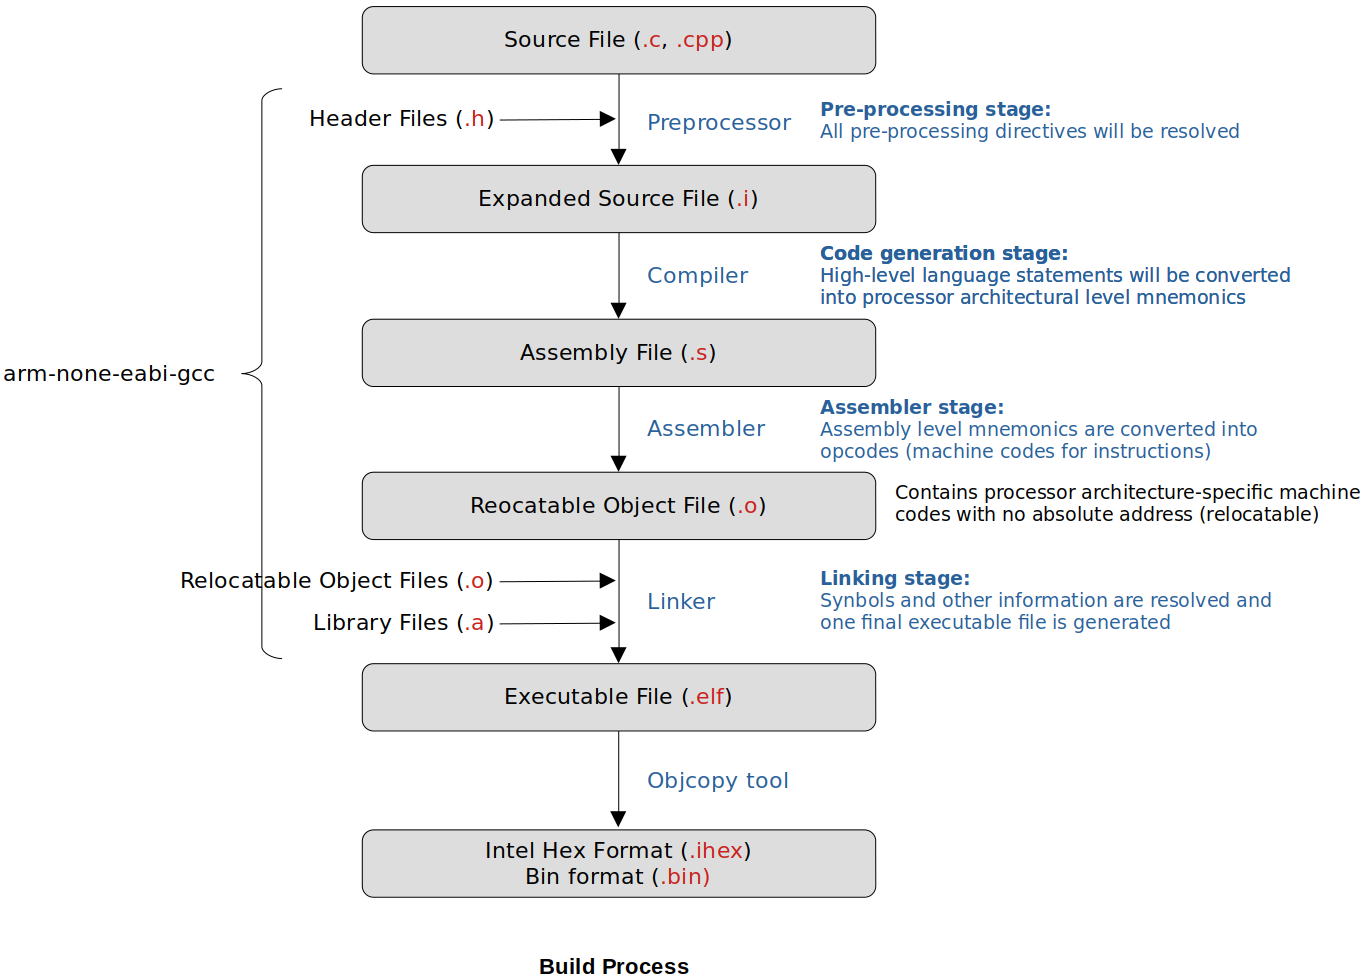 Source File (.c, .cpp)
Header Files (.h)
Preprocessor
Pre-processing stage:
All pre-processing directives will be resolved
Expanded Source File (.i)
Compiler
Code generation stage:
High-level language statements will be converted
into processor architectural level mnemonics
Assembly File (.s)
arm-none-eabi-gcc
Assembler
Assembler stage:
Assembly level mnemonics are converted into
opcodes (machine codes for instructions)
Reocatable Object File (.o)
Contains processor architecture-specific machine
codes with no absolute address (relocatable)
Relocatable Object Files (.o)
Library Files (.a)
Linker
Linking stage:
Synbols and other information are resolved and
one final executable file is generated
Executable File (.elf)
Objcopy tool
Intel Hex Format (.ihex)
Bin format (.bin)
Build Process